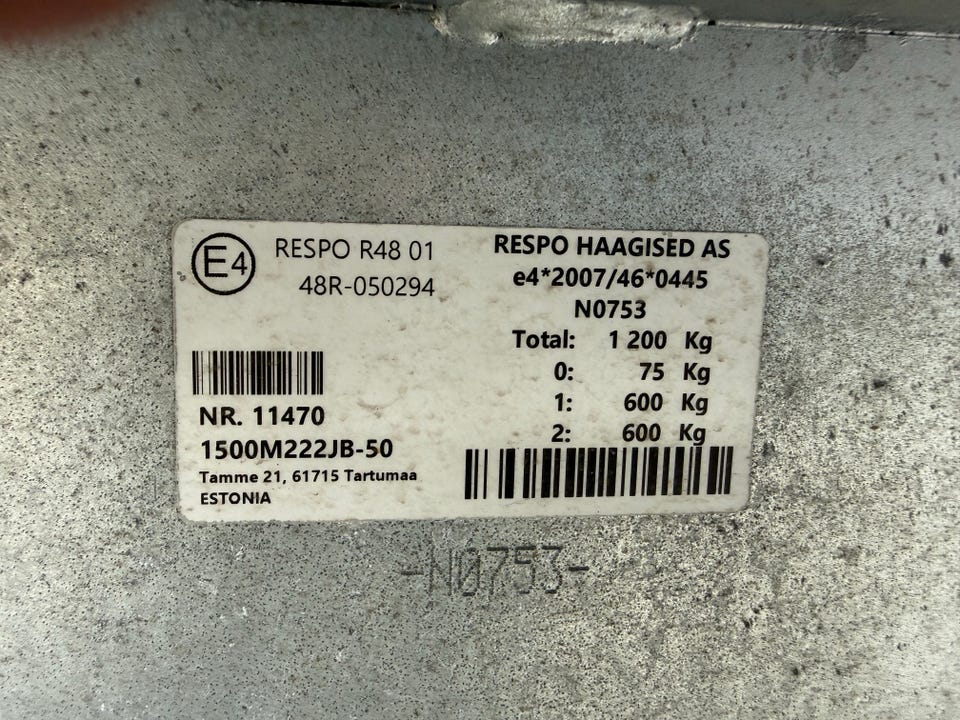 E4
RESPO R48 01
48R-050294
NR. 11470
1500M222JB-50
Tamme 21, 61715 Tartumaa
ESTONIA
RESPO HAAGISED AS
e4*2007/46*0445
N0753
Total: 1 200 Kg
0: 75 Kg
1: 600 Kg
2: 600 Kg
-N0753-